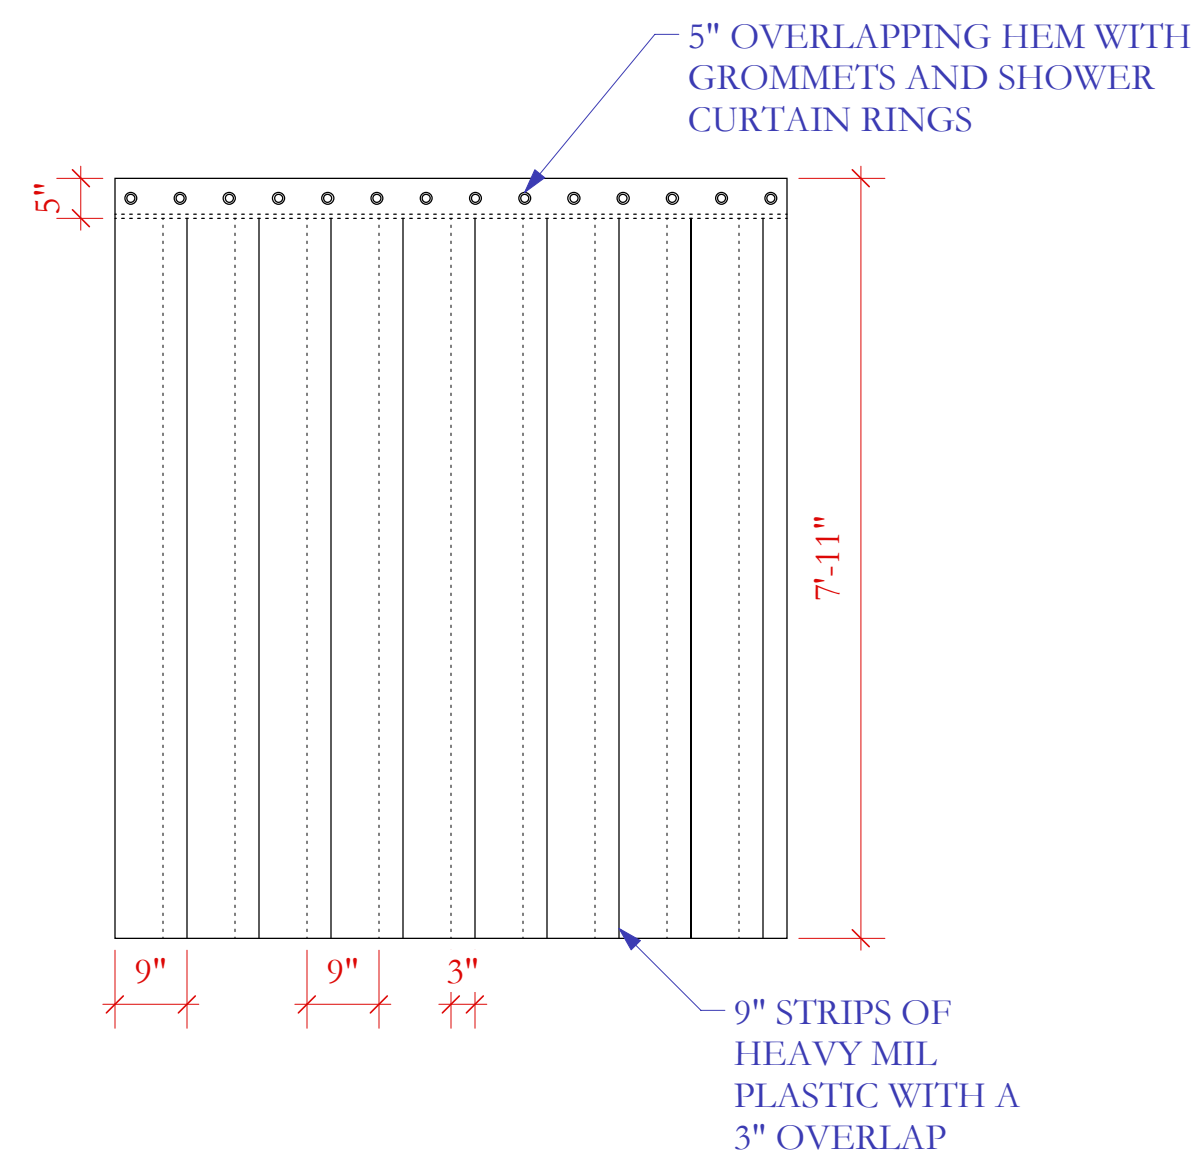 5" OVERLAPPING HEM WITH
GROMMETS AND SHOWER
CURTAIN RINGS
5"
7'-11"
9"
9"
3"
9" STRIPS OF
HEAVY MIL
PLASTIC WITH A
3" OVERLAP